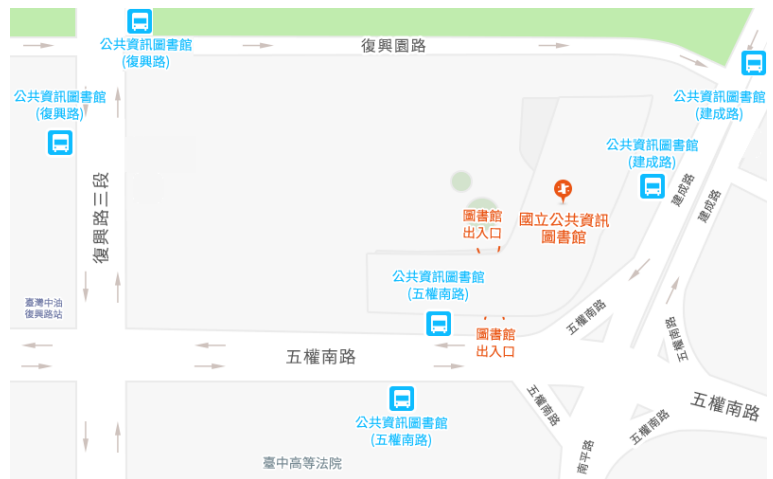 公共資訊圖書館
(復興路)
復興園路
公共資訊圖書館
(復興路)
公共資訊圖書館
(建成路)
公共資訊圖書館
(建成路)
復興路三段
建成路
建成路
圖書館
出入口
國立公共資訊
圖書館
公共資訊圖書館
(五權南路)
臺灣中油
復興路站
五權南路
圖書館
出入口
五權南路
五權南路
五權南路
五權南路
五權南路
公共資訊圖書館
(五權南路)
南平路
臺中高等法院